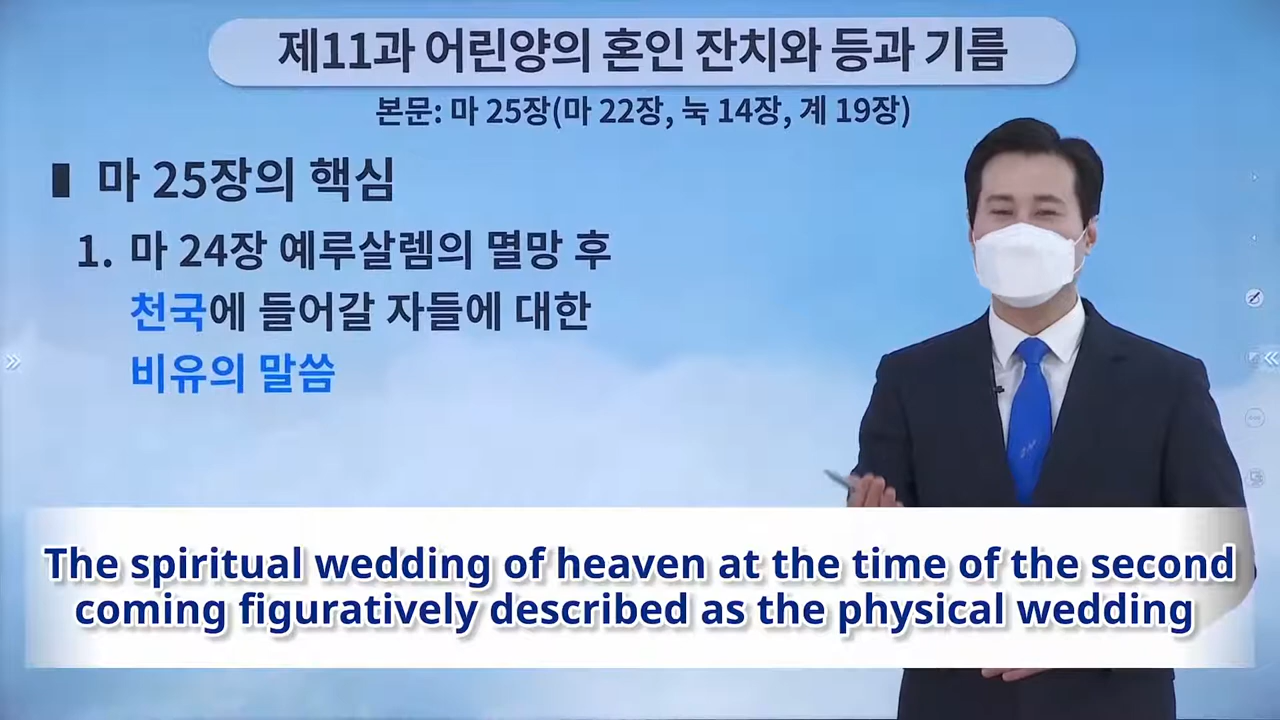 제11과 어린양의 혼인 잔치와 등과 기름
본문: 마 25장(마 22장, 눅 14장, 계 19장)
마 25장의 핵심
1. 마 24장 예루살렘의 멸망 후
천국에 들어갈 자들에 대한
비유의 말씀
The spiritual wedding of heaven at the time of the second
coming figuratively described as the physical wedding